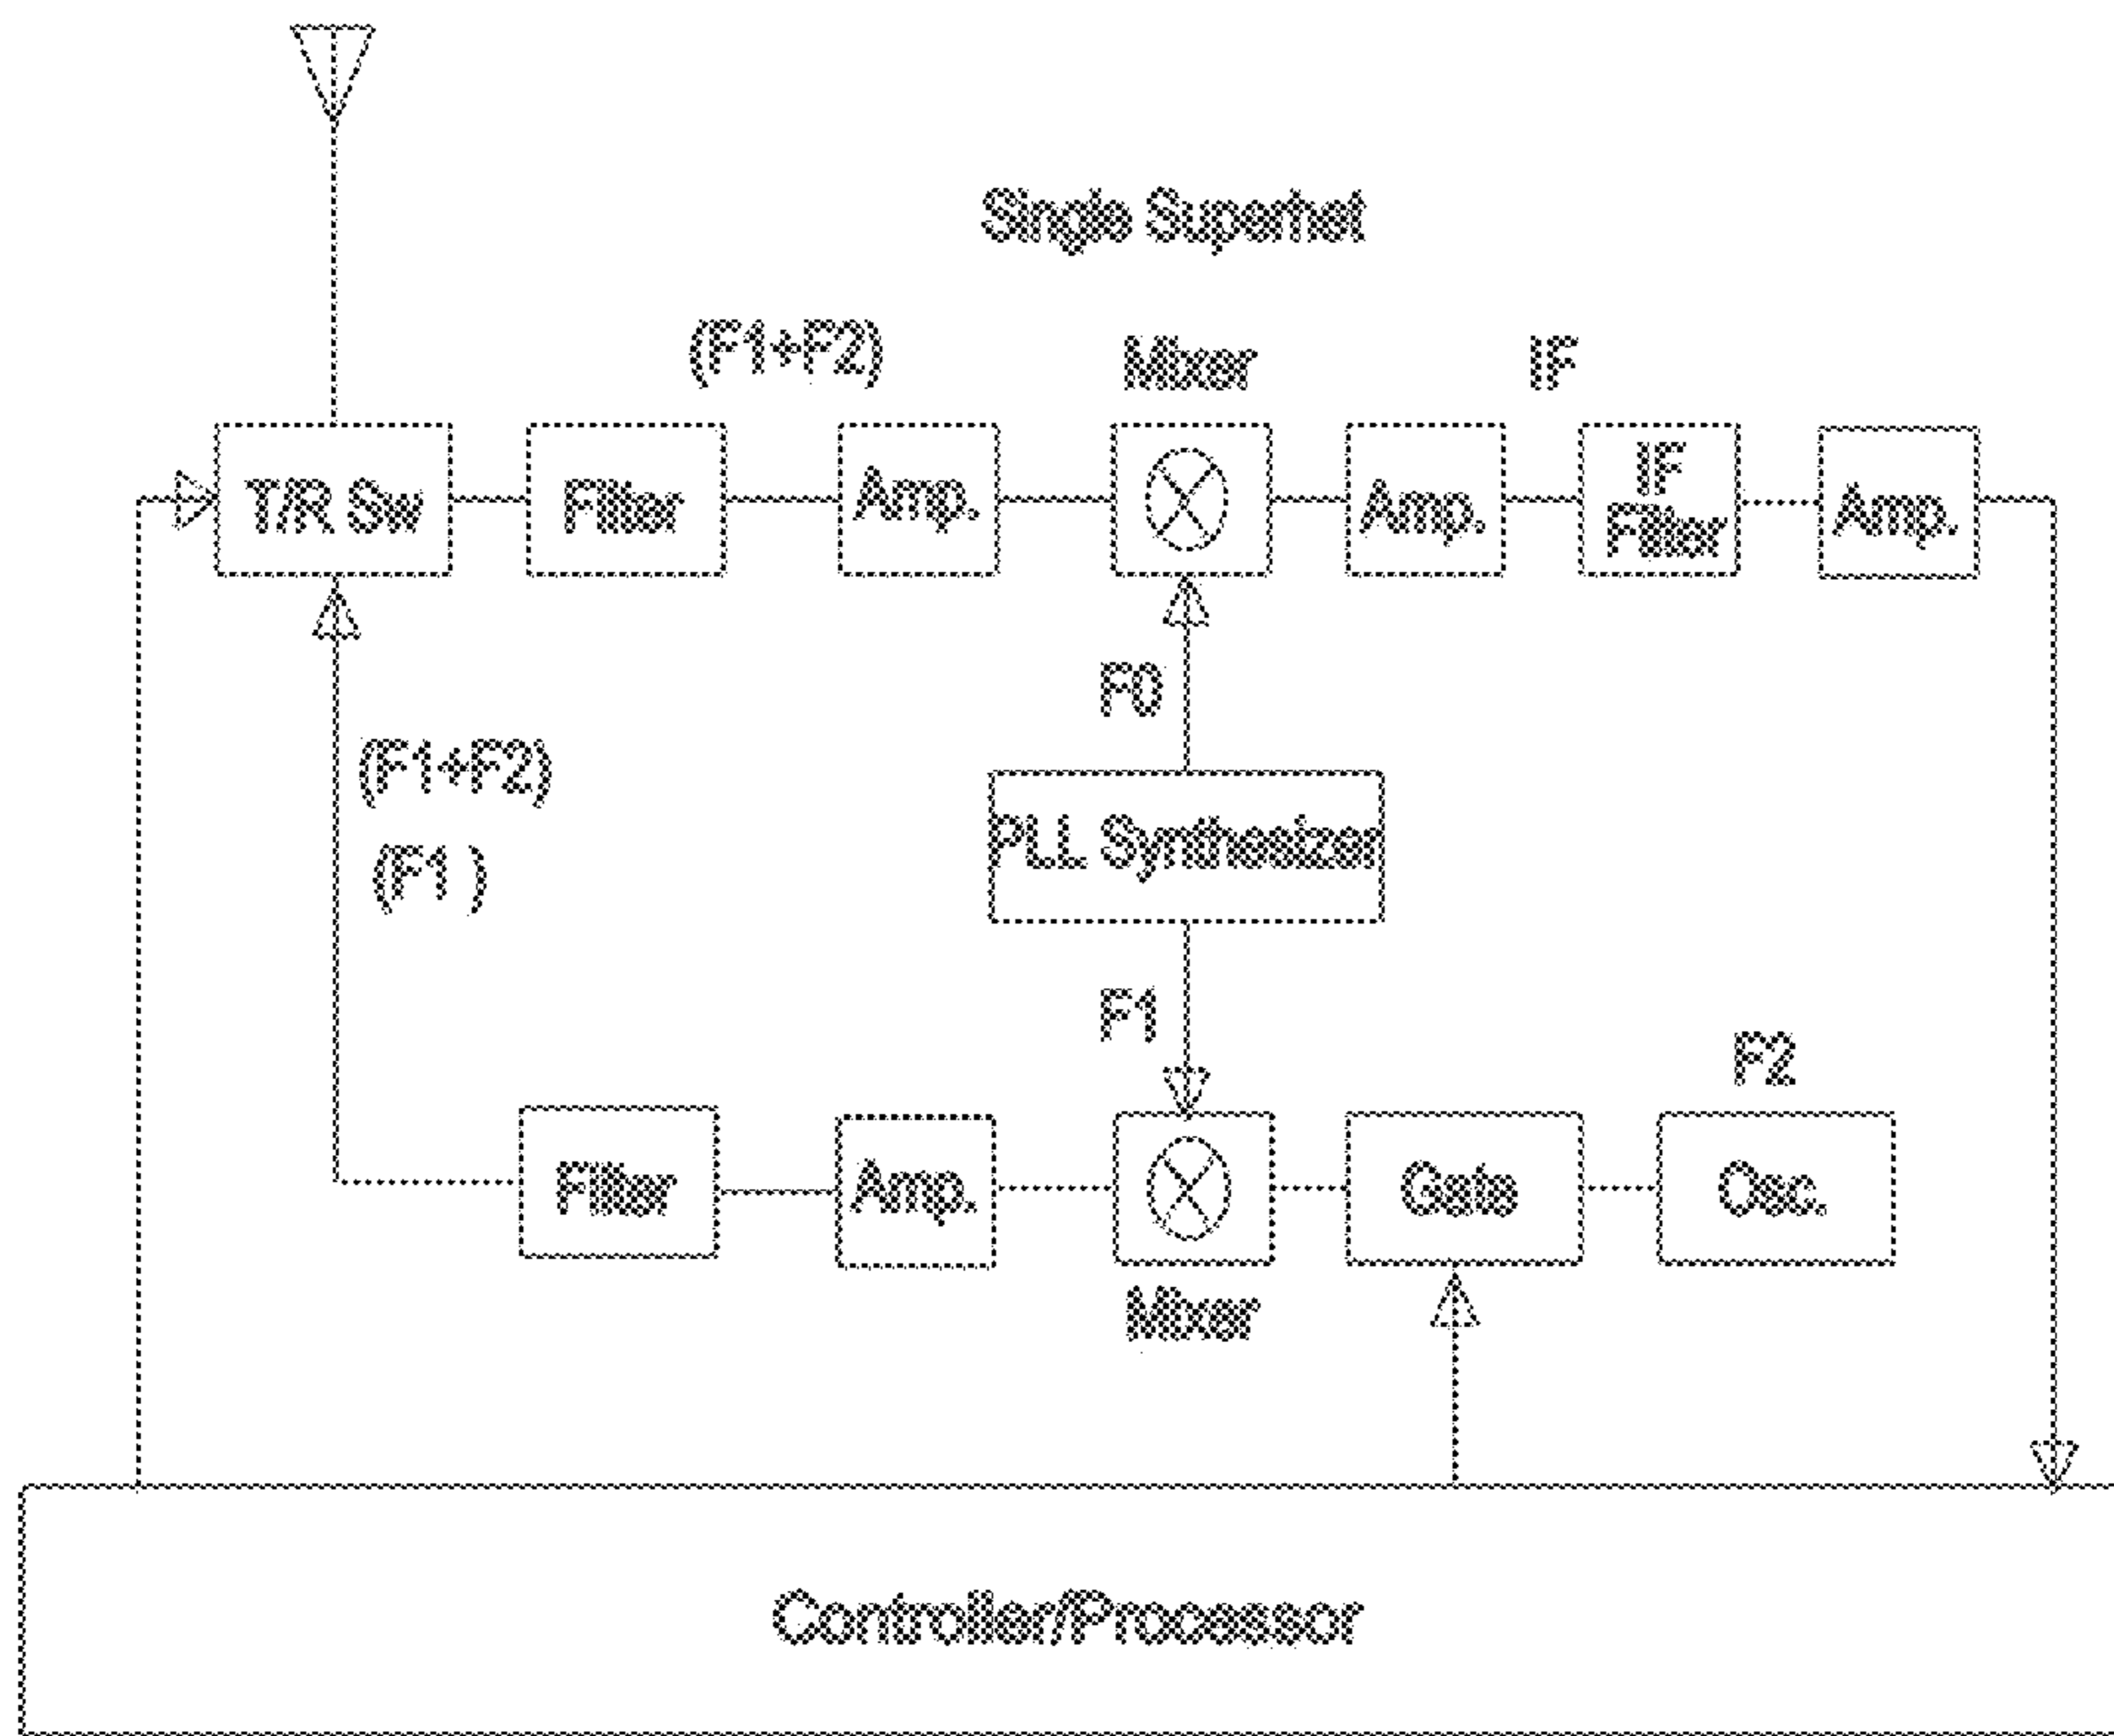 Single Superhet
(F1+F2)
Mixer
IF
T/R Sw
Filter
Amp.
Amp.
IF
Filter
Amp.
F0
(F1+F2)
(F1 )
PLL Synthesizer
F1
F2
Filter
Amp.
Gate
Osc.
Mixer
Controller/Processor